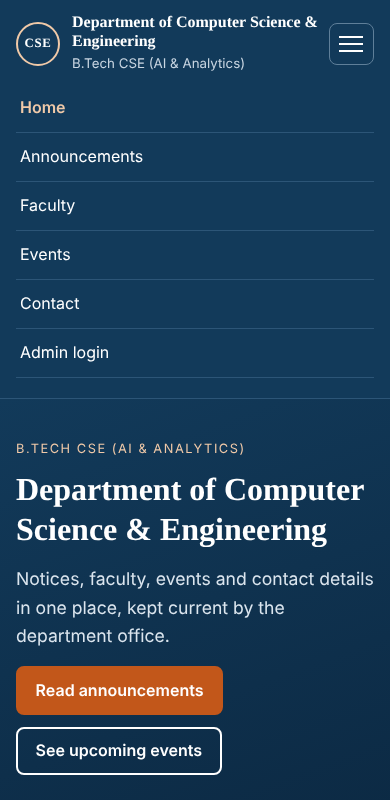 CSE
Department of Computer Science &
Engineering
B.Tech CSE (AI & Analytics)
Home
Announcements
Faculty
Events
Contact
Admin login
B.TECH CSE (AI & ANALYTICS)
Department of Computer
Science & Engineering
Notices, faculty, events and contact details
in one place, kept current by the
department office.
Read announcements
See upcoming events